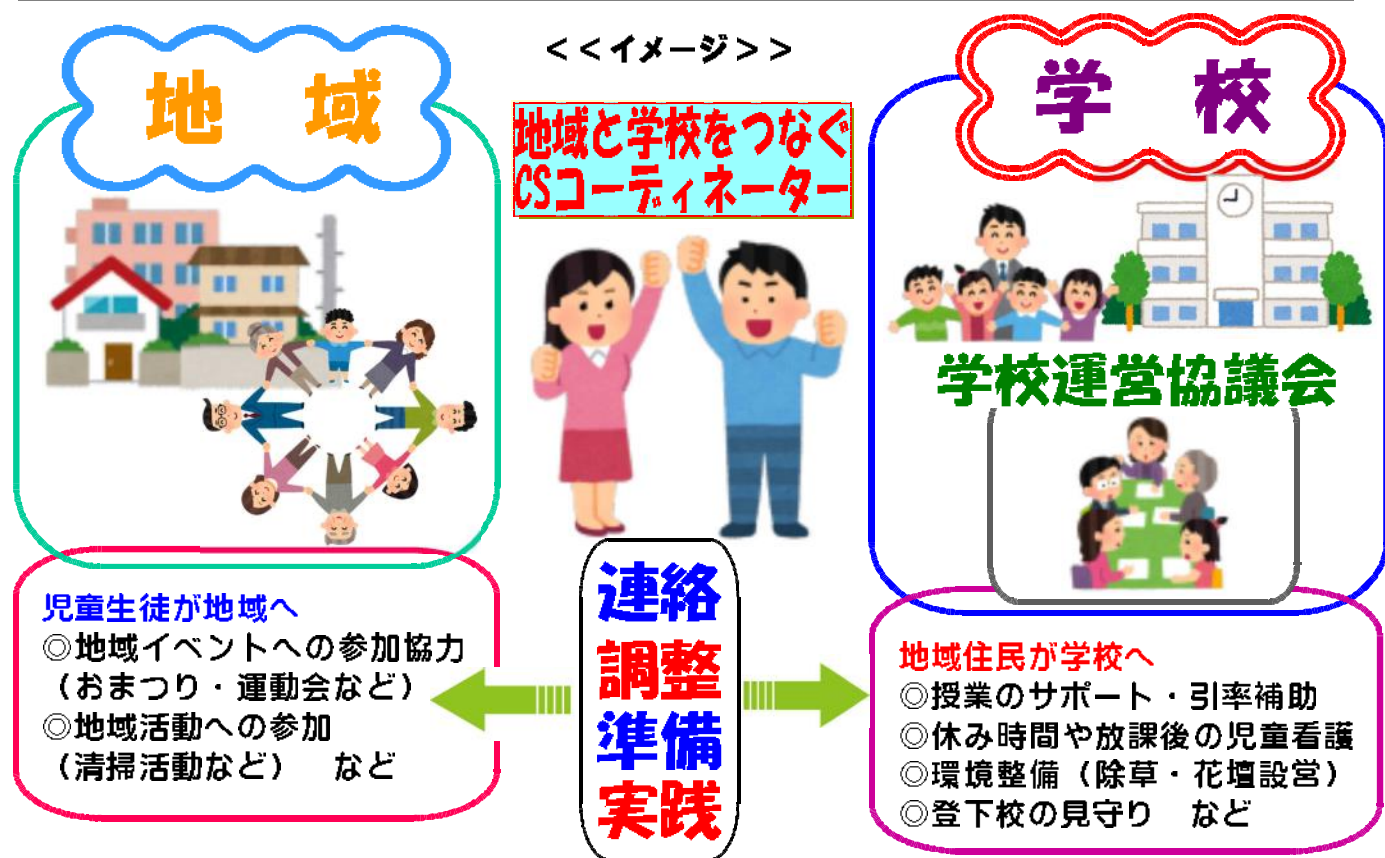 <<イメージ>>
地域
学校
地域と学校をつなぐ
CSコーディネーター
学校運営協議会
児童生徒が地域へ
◎地域イベントへの参加協力
（おまつり・運動会など）
◎地域活動への参加
（清掃活動など）　など
連絡
調整
準備
実践
地域住民が学校へ
◎授業のサポート・引率補助
◎休み時間や放課後の児童看護
◎環境整備（除草・花壇設営）
◎登下校の見守り　など